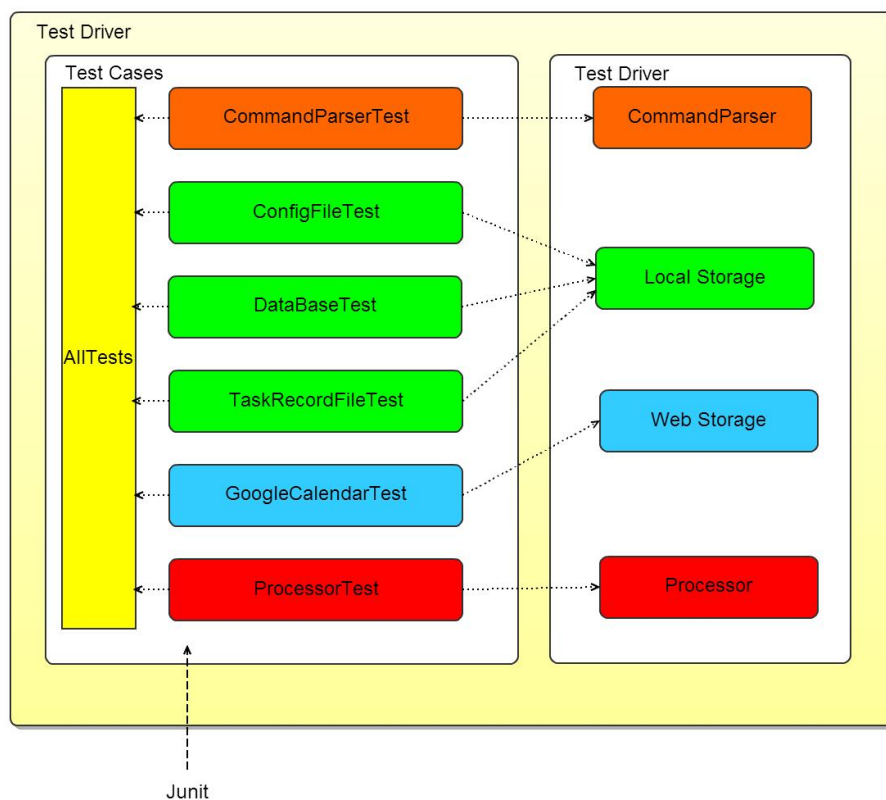 Test Driver
Test Cases
Test Driver
AllTests
CommandParserTest
CommandParser
ConfigFileTest
Local Storage
DataBaseTest
TaskRecordFileTest
Web Storage
GoogleCalendarTest
ProcessorTest
Processor
Junit